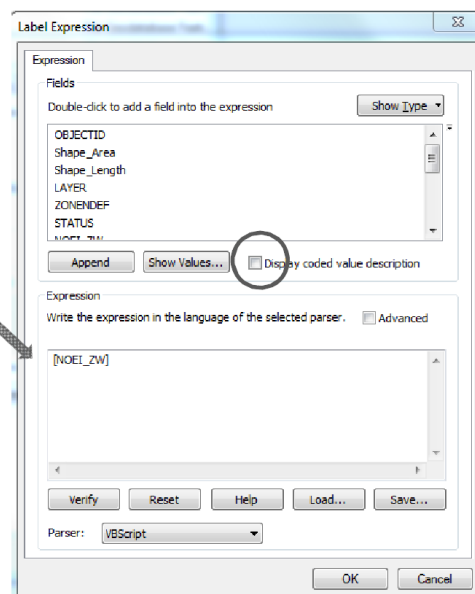 Label Expression
Expression
Fields
Double-click to add a field into the expression
Show Type
OBJECTID
Shape_Area
Shape_Length
LAYER
ZONENDEF
STATUS
NOEI_ZW
Append
Show Values...
Display coded value description
Expression
Write the expression in the language of the selected parser.
Advanced
[NOEI_ZW]
Verify
Reset
Help
Load...
Save...
Parser:
VBScript
OK
Cancel